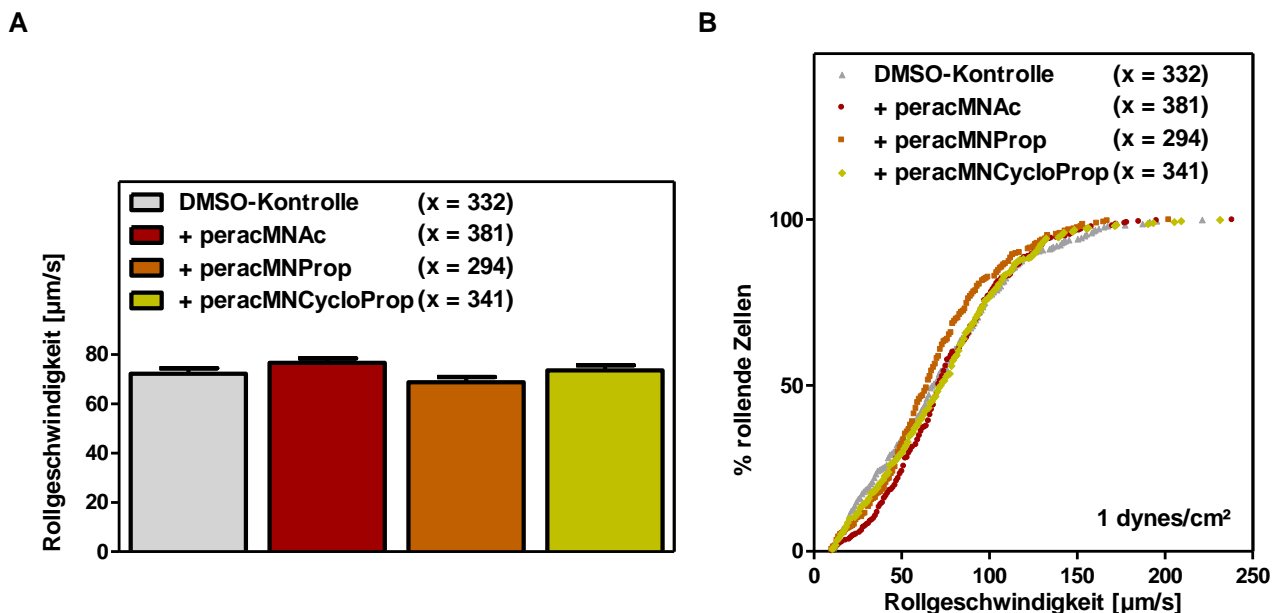 A
DMSO-Kontrolle (x = 332)
+ peracMNAc (x = 381)
+ peracMNProp (x = 294)
+ peracMNCycloProp (x = 341)
Rollgeschwindigkeit [µm/s]
80
60
40
20
0
B
DMSO-Kontrolle (x = 332)
+ peracMNAc (x = 381)
+ peracMNProp (x = 294)
+ peracMNCycloProp (x = 341)
% rollende Zellen
100
50
0
1 dynes/cm²
0 50 100 150 200 250
Rollgeschwindigkeit [µm/s]